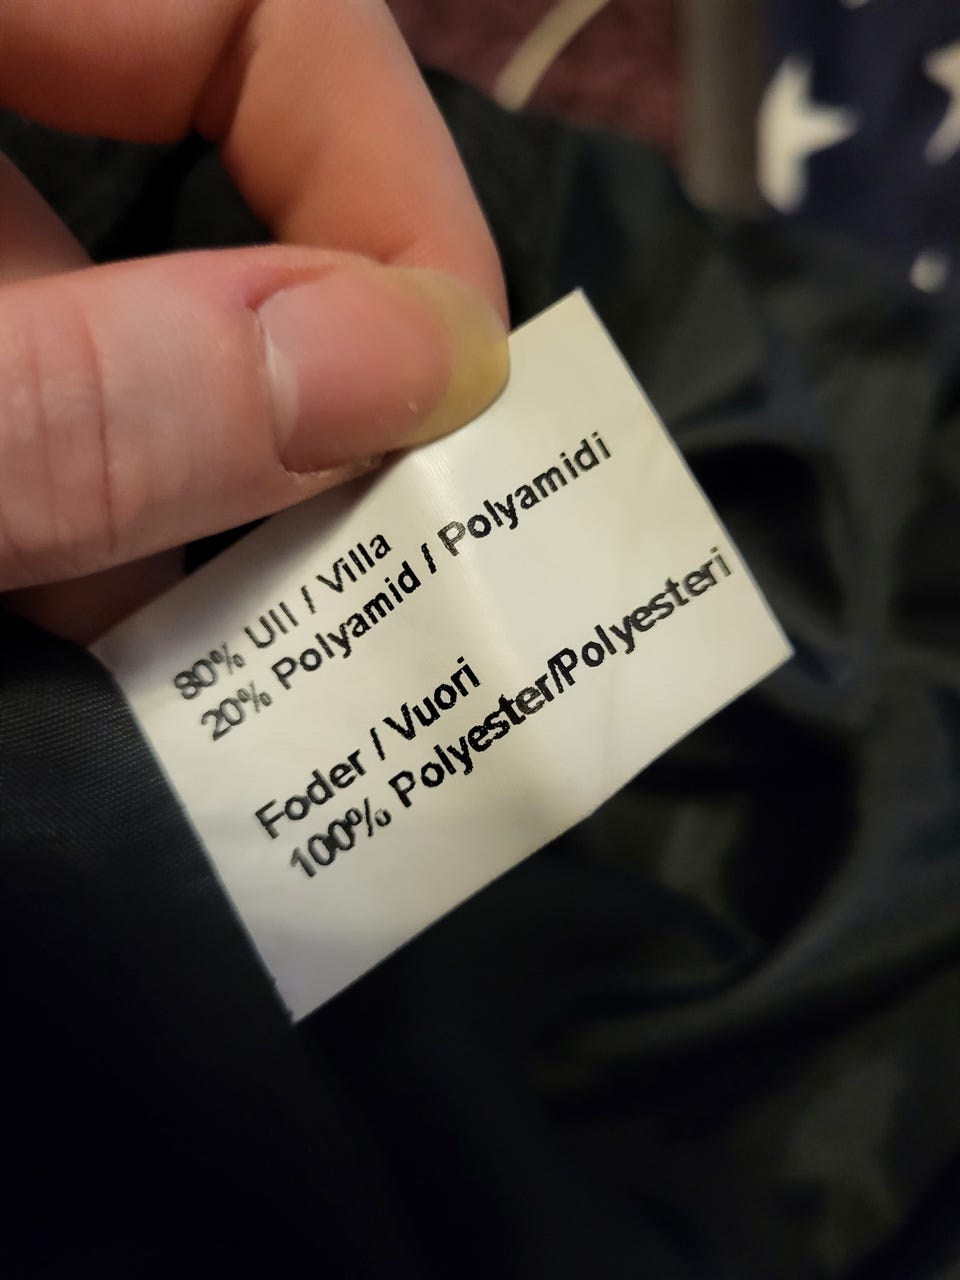 80% Ull / Villa
20% Polyamid / Polyamidi
Foder / Vuori
100% Polyester/Polyesteri